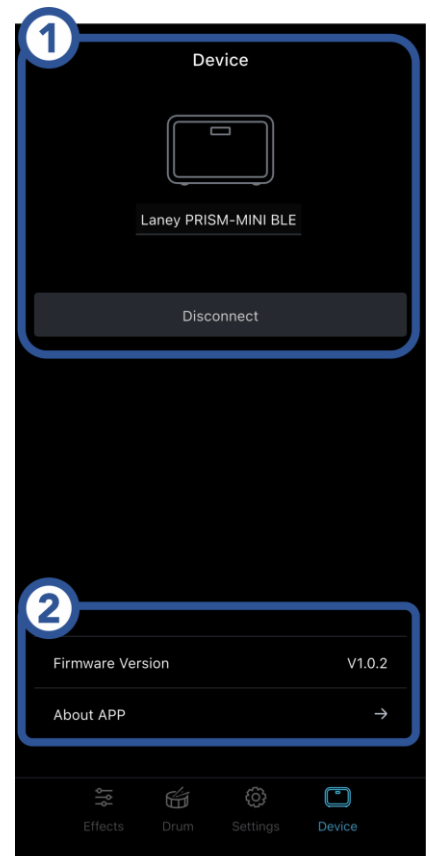 1
Device
Laney PRISM-MINI BLE
Disconnect
2
Firmware Version V1.0.2
About APP →
Effects Drum Settings Device